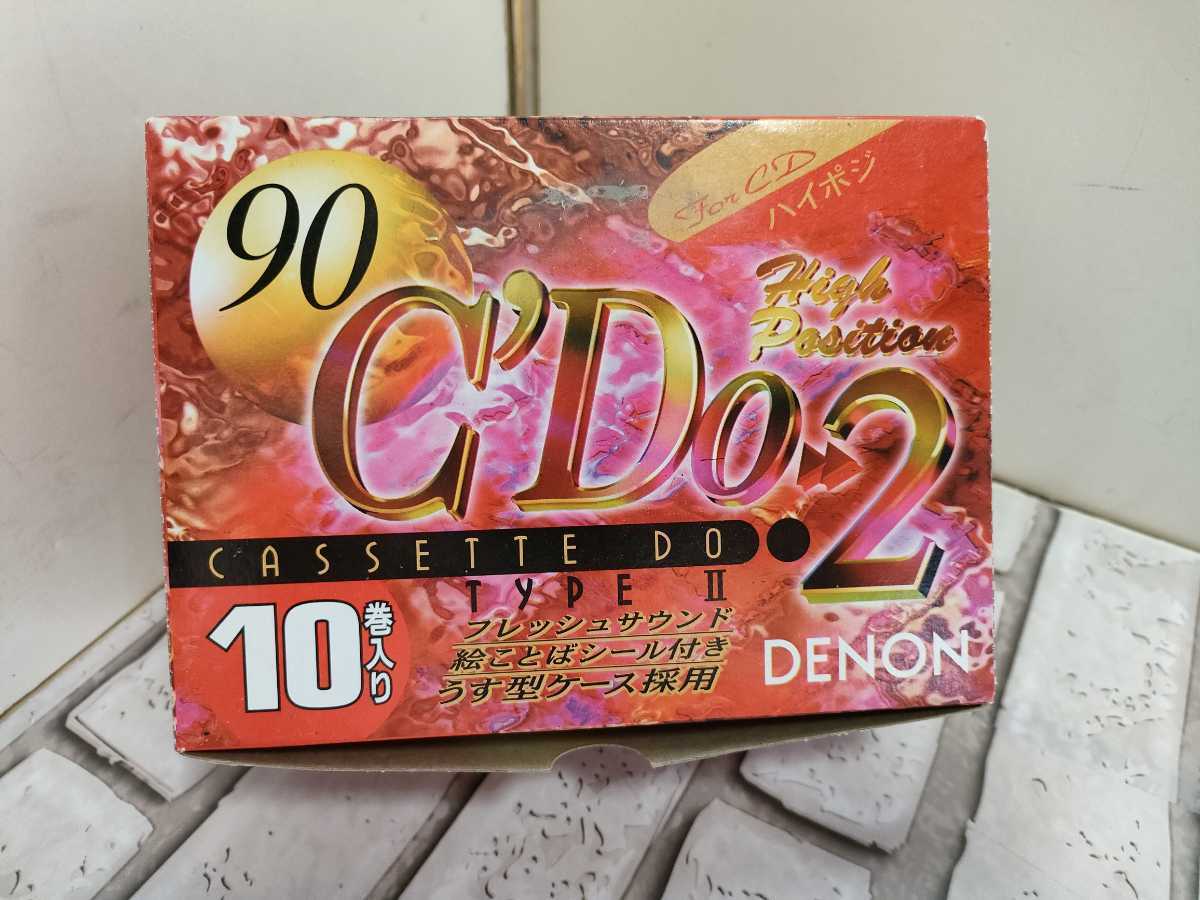 90
For CD
ハイポジ
High
Position
C'Do
2
CASSETTE DO
TYPE II
10
巻入り
フレッシュサウンド
絵ことばシール付き
うす型ケース採用
DENON